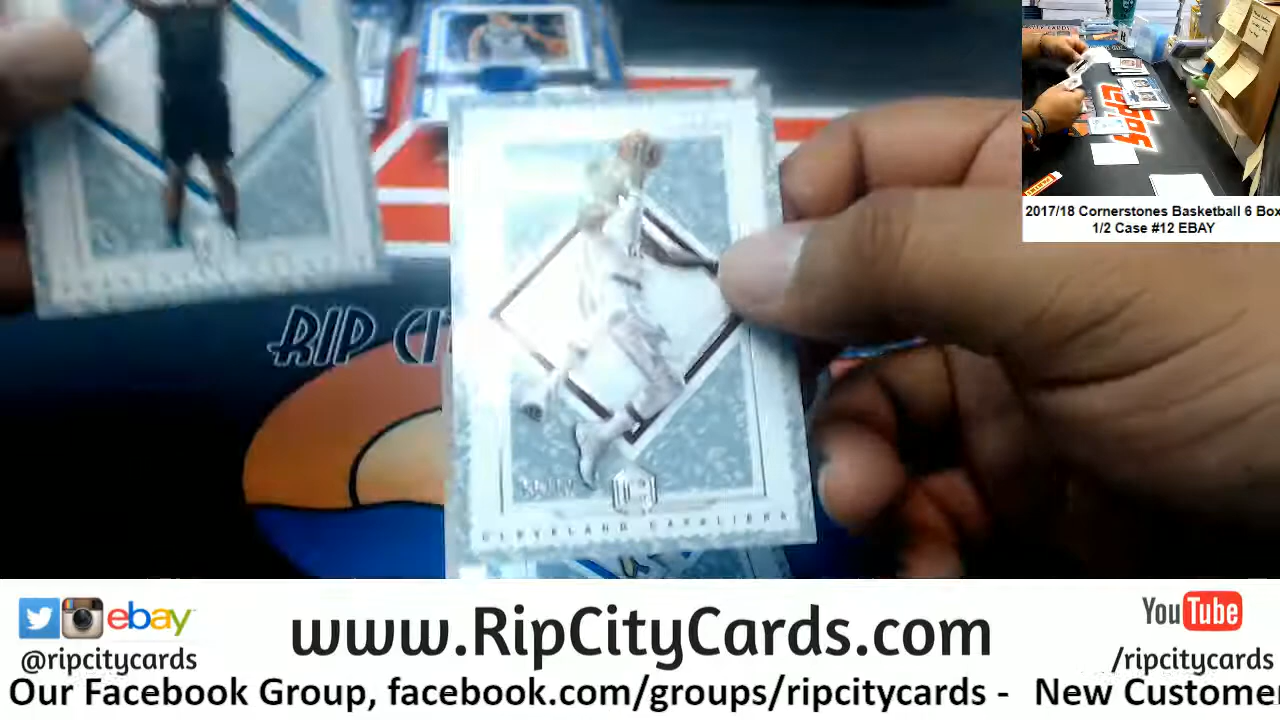 RIP CI
CLEVELAND CAVALIERS
2017/18 Cornerstones Basketball 6 Box
1/2 Case #12 EBAY
ebay
@ripcitycards
www.RipCityCards.com
YouTube
/ripcitycards
Our Facebook Group, facebook.com/groups/ripcitycards - New Customer